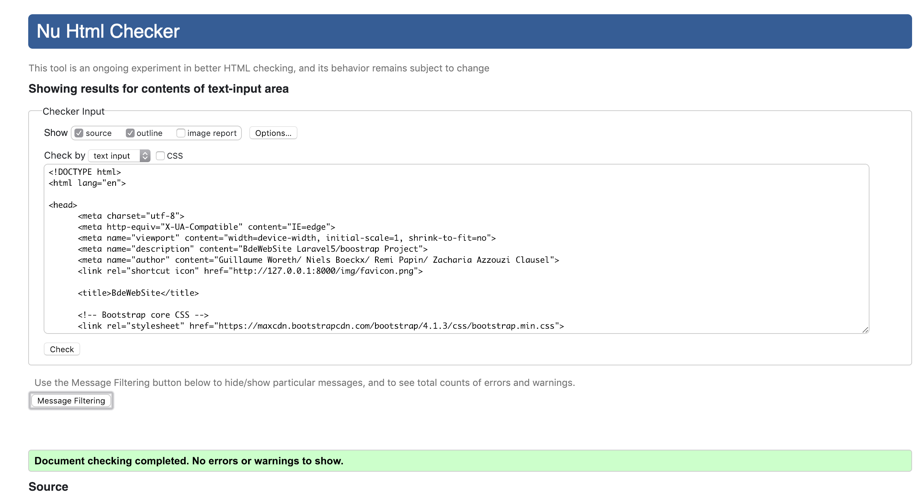 Nu Html Checker
This tool is an ongoing experiment in better HTML checking, and its behavior remains subject to change
Showing results for contents of text-input area
Checker Input
Show source outline image report Options...
Check by text input CSS
<!DOCTYPE html>
<html lang="en">
<head>
<meta charset="utf-8">
<meta http-equiv="X-UA-Compatible" content="IE=edge">
<meta name="viewport" content="width=device-width, initial-scale=1, shrink-to-fit=no">
<meta name="description" content="BdeWebSite Laravel5/boostrap Project">
<meta name="author" content="Guillaume Woreth/ Niels Boeckx/ Remi Papin/ Zacharia Azzouzi Clausel">
<link rel="shortcut icon" href="http://127.0.0.1:8000/img/favicon.png">
<title>BdeWebSite</title>
<!-- Bootstrap core CSS -->
<link rel="stylesheet" href="https://maxcdn.bootstrapcdn.com/bootstrap/4.1.3/css/bootstrap.min.css">
Check
Use the Message Filtering button below to hide/show particular messages, and to see total counts of errors and warnings.
Message Filtering
Document checking completed. No errors or warnings to show.
Source